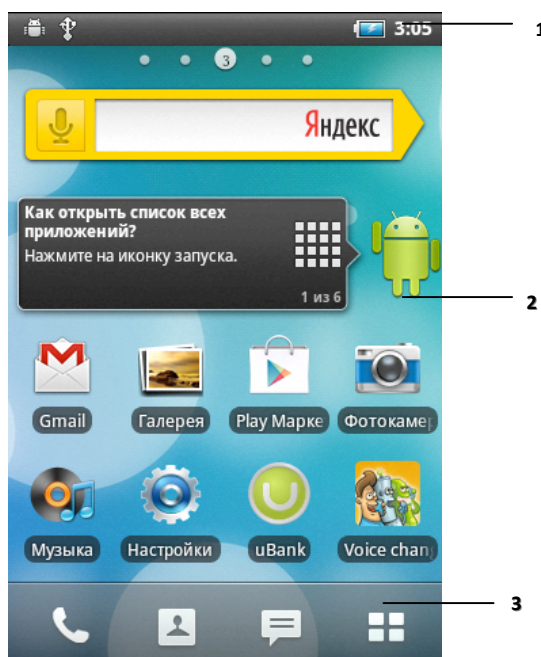 3:05
1
3
Яндекс
Как открыть список всех
приложений?
Нажмите на иконку запуска.
1 из 6
2
Gmail
Галерея
Play Марке
Фотокамер
Музыка
Настройки
uBank
Voice chan
3